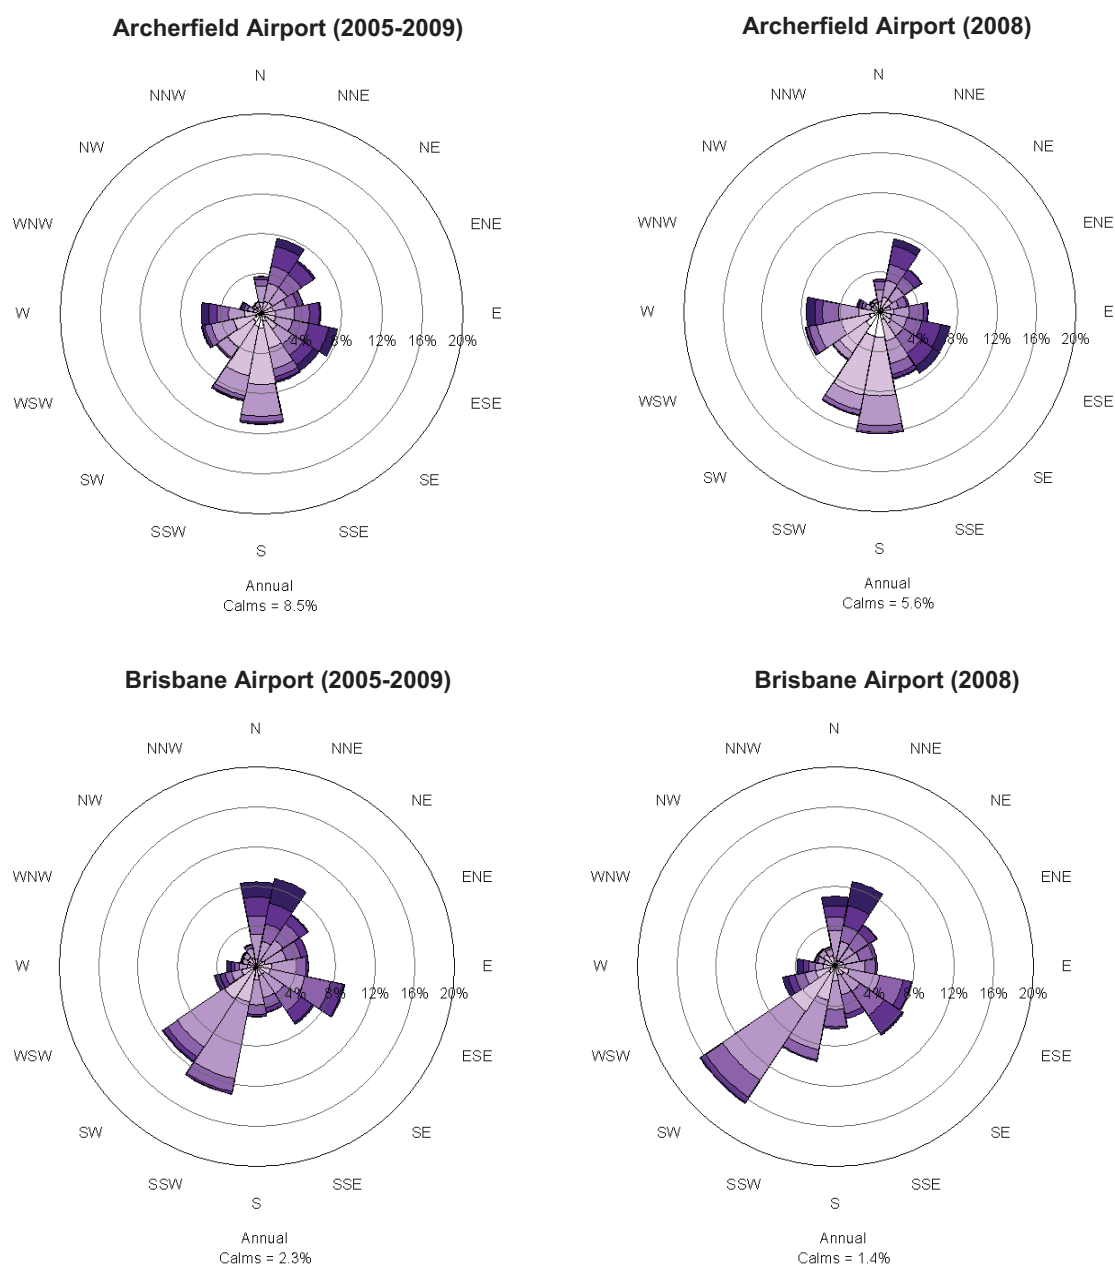 Archerfield Airport (2005-2009)
N
NNW NNE
NW NE
WNW ENE
W E
4% 8% 12% 16% 20%
WSW ESE
SW SE
SSW SSE
S
Annual
Calms = 8.5%
Archerfield Airport (2008)
N
NNW NNE
NW NE
WNW ENE
W E
4% 8% 12% 16% 20%
WSW ESE
SW SE
SSW SSE
S
Annual
Calms = 5.6%
Brisbane Airport (2005-2009)
N
NNW NNE
NW NE
WNW ENE
W E
4% 8% 12% 16% 20%
WSW ESE
SW SE
SSW SSE
S
Annual
Calms = 2.3%
Brisbane Airport (2008)
N
NNW NNE
NW NE
WNW ENE
W E
4% 8% 12% 16% 20%
WSW ESE
SW SE
SSW SSE
S
Annual
Calms = 1.4%